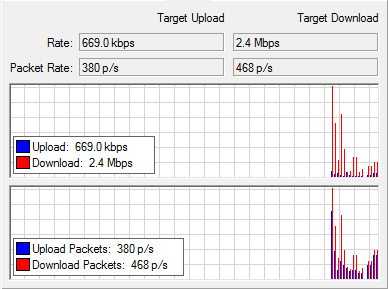 Target Upload Target Download
Rate: 669.0 kbps 2.4 Mbps
Packet Rate: 380 p/s 468 p/s
Upload: 669.0 kbps
Download: 2.4 Mbps
Upload Packets: 380 p/s
Download Packets: 468 p/s